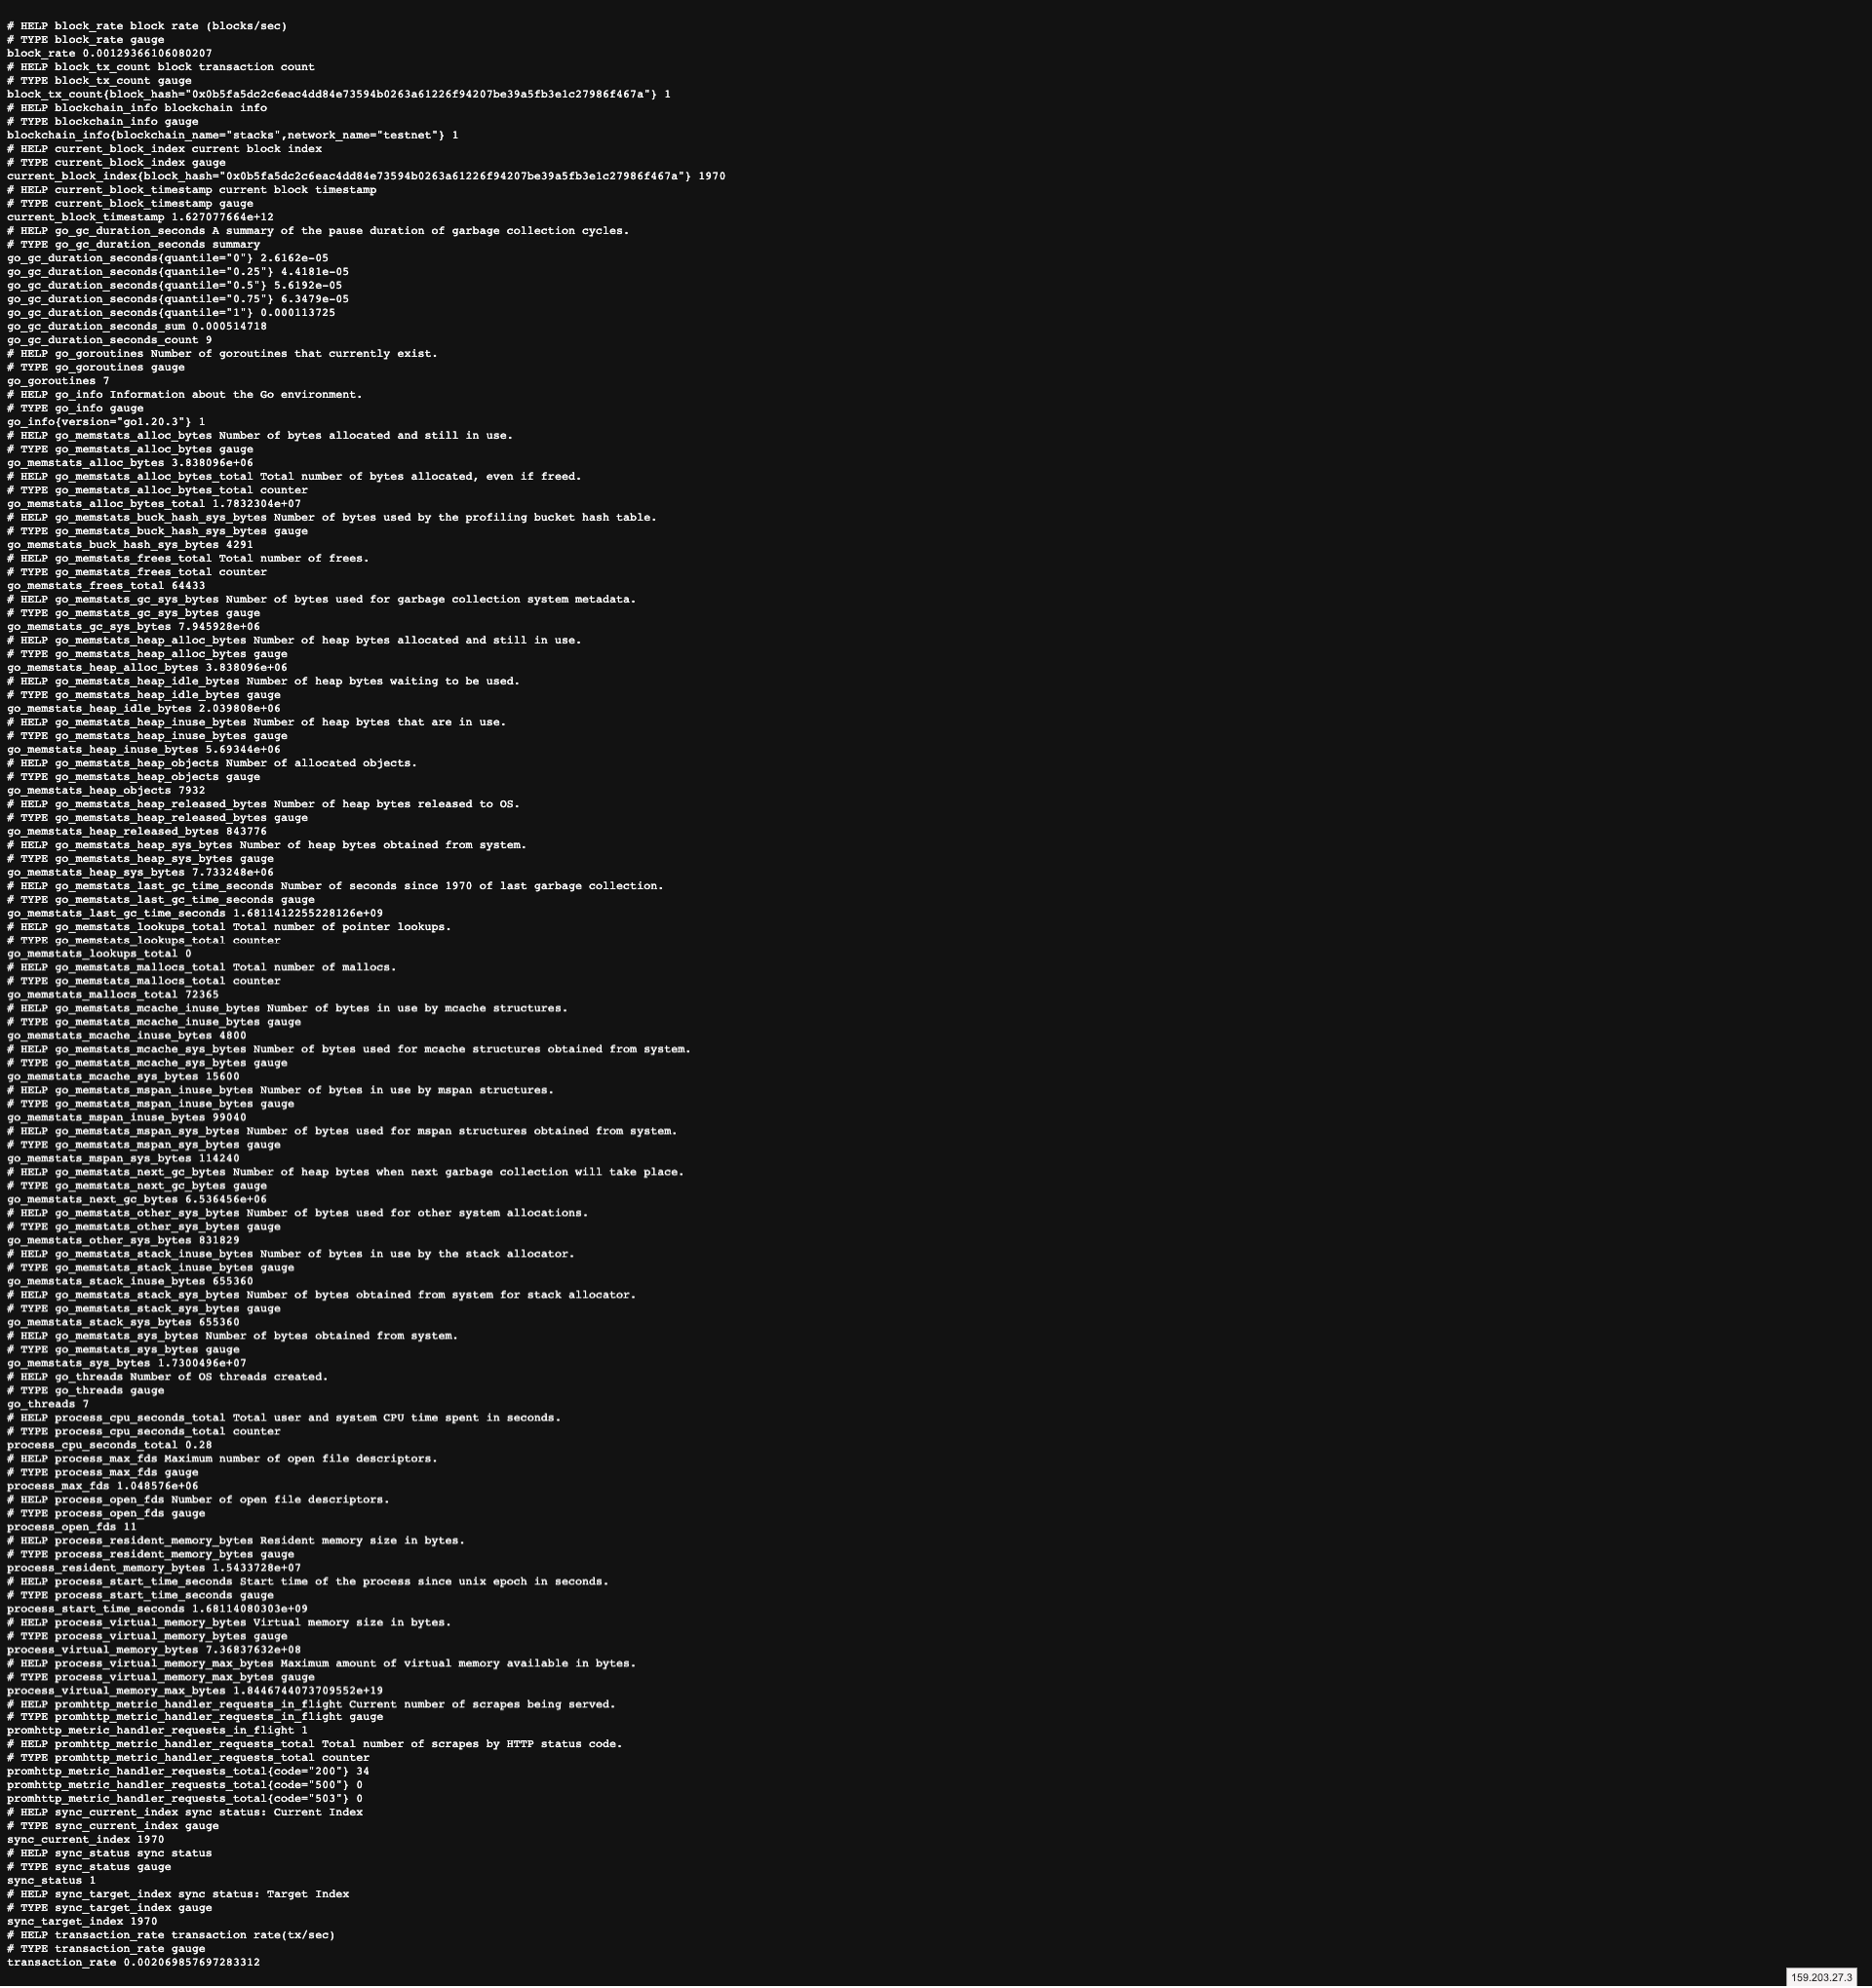 # HELP block_rate block rate (blocks/sec)
# TYPE block_rate gauge
block_rate 0.00129366106080207
# HELP block_tx_count block transaction count
# TYPE block_tx_count gauge
block_tx_count{block_hash="0x0b5fa5dc2c6eac4dd84e73594b0263a61226f94207be39a5fb3e1c27986f467a"} 1
# HELP blockchain_info blockchain info
# TYPE blockchain_info gauge
blockchain_info{blockchain_name="stacks",network_name="testnet"} 1
# HELP current_block_index current block index
# TYPE current_block_index gauge
current_block_index{block_hash="0x0b5fa5dc2c6eac4dd84e73594b0263a61226f94207be39a5fb3e1c27986f467a"} 1970
# HELP current_block_timestamp current block timestamp
# TYPE current_block_timestamp gauge
current_block_timestamp 1.627077664e+12
# HELP go_gc_duration_seconds A summary of the pause duration of garbage collection cycles.
# TYPE go_gc_duration_seconds summary
go_gc_duration_seconds{quantile="0"} 2.6162e-05
go_gc_duration_seconds{quantile="0.25"} 4.4181e-05
go_gc_duration_seconds{quantile="0.5"} 5.6192e-05
go_gc_duration_seconds{quantile="0.75"} 6.3479e-05
go_gc_duration_seconds{quantile="1"} 0.000113725
go_gc_duration_seconds_sum 0.000514718
go_gc_duration_seconds_count 9
# HELP go_goroutines Number of goroutines that currently exist.
# TYPE go_goroutines gauge
go_goroutines 7
# HELP go_info Information about the Go environment.
# TYPE go_info gauge
go_info{version="go1.20.3"} 1
# HELP go_memstats_alloc_bytes Number of bytes allocated and still in use.
# TYPE go_memstats_alloc_bytes gauge
go_memstats_alloc_bytes 3.838096e+06
# HELP go_memstats_alloc_bytes_total Total number of bytes allocated, even if freed.
# TYPE go_memstats_alloc_bytes_total counter
go_memstats_alloc_bytes_total 1.7832304e+07
# HELP go_memstats_buck_hash_sys_bytes Number of bytes used by the profiling bucket hash table.
# TYPE go_memstats_buck_hash_sys_bytes gauge
go_memstats_buck_hash_sys_bytes 4291
# HELP go_memstats_frees_total Total number of frees.
# TYPE go_memstats_frees_total counter
go_memstats_frees_total 64433
# HELP go_memstats_gc_sys_bytes Number of bytes used for garbage collection system metadata.
# TYPE go_memstats_gc_sys_bytes gauge
go_memstats_gc_sys_bytes 7.945928e+06
# HELP go_memstats_heap_alloc_bytes Number of heap bytes allocated and still in use.
# TYPE go_memstats_heap_alloc_bytes gauge
go_memstats_heap_alloc_bytes 3.838096e+06
# HELP go_memstats_heap_idle_bytes Number of heap bytes waiting to be used.
# TYPE go_memstats_heap_idle_bytes gauge
go_memstats_heap_idle_bytes 2.039808e+06
# HELP go_memstats_heap_inuse_bytes Number of heap bytes that are in use.
# TYPE go_memstats_heap_inuse_bytes gauge
go_memstats_heap_inuse_bytes 5.69344e+06
# HELP go_memstats_heap_objects Number of allocated objects.
# TYPE go_memstats_heap_objects gauge
go_memstats_heap_objects 7932
# HELP go_memstats_heap_released_bytes Number of heap bytes released to OS.
# TYPE go_memstats_heap_released_bytes gauge
go_memstats_heap_released_bytes 843776
# HELP go_memstats_heap_sys_bytes Number of heap bytes obtained from system.
# TYPE go_memstats_heap_sys_bytes gauge
go_memstats_heap_sys_bytes 7.733248e+06
# HELP go_memstats_last_gc_time_seconds Number of seconds since 1970 of last garbage collection.
# TYPE go_memstats_last_gc_time_seconds gauge
go_memstats_last_gc_time_seconds 1.6811412255228126e+09
# HELP go_memstats_lookups_total Total number of pointer lookups.
# TYPE go_memstats_lookups_total counter
go_memstats_lookups_total 0
# HELP go_memstats_mallocs_total Total number of mallocs.
# TYPE go_memstats_mallocs_total counter
go_memstats_mallocs_total 72365
# HELP go_memstats_mcache_inuse_bytes Number of bytes in use by mcache structures.
# TYPE go_memstats_mcache_inuse_bytes gauge
go_memstats_mcache_inuse_bytes 4800
# HELP go_memstats_mcache_sys_bytes Number of bytes used for mcache structures obtained from system.
# TYPE go_memstats_mcache_sys_bytes gauge
go_memstats_mcache_sys_bytes 15600
# HELP go_memstats_mspan_inuse_bytes Number of bytes in use by mspan structures.
# TYPE go_memstats_mspan_inuse_bytes gauge
go_memstats_mspan_inuse_bytes 99040
# HELP go_memstats_mspan_sys_bytes Number of bytes used for mspan structures obtained from system.
# TYPE go_memstats_mspan_sys_bytes gauge
go_memstats_mspan_sys_bytes 114240
# HELP go_memstats_next_gc_bytes Number of heap bytes when next garbage collection will take place.
# TYPE go_memstats_next_gc_bytes gauge
go_memstats_next_gc_bytes 6.536456e+06
# HELP go_memstats_other_sys_bytes Number of bytes used for other system allocations.
# TYPE go_memstats_other_sys_bytes gauge
go_memstats_other_sys_bytes 831829
# HELP go_memstats_stack_inuse_bytes Number of bytes in use by the stack allocator.
# TYPE go_memstats_stack_inuse_bytes gauge
go_memstats_stack_inuse_bytes 655360
# HELP go_memstats_stack_sys_bytes Number of bytes obtained from system for stack allocator.
# TYPE go_memstats_stack_sys_bytes gauge
go_memstats_stack_sys_bytes 655360
# HELP go_memstats_sys_bytes Number of bytes obtained from system.
# TYPE go_memstats_sys_bytes gauge
go_memstats_sys_bytes 1.7300496e+07
# HELP go_threads Number of OS threads created.
# TYPE go_threads gauge
go_threads 7
# HELP process_cpu_seconds_total Total user and system CPU time spent in seconds.
# TYPE process_cpu_seconds_total counter
process_cpu_seconds_total 0.28
# HELP process_max_fds Maximum number of open file descriptors.
# TYPE process_max_fds gauge
process_max_fds 1.048576e+06
# HELP process_open_fds Number of open file descriptors.
# TYPE process_open_fds gauge
process_open_fds 11
# HELP process_resident_memory_bytes Resident memory size in bytes.
# TYPE process_resident_memory_bytes gauge
process_resident_memory_bytes 1.5433728e+07
# HELP process_start_time_seconds Start time of the process since unix epoch in seconds.
# TYPE process_start_time_seconds gauge
process_start_time_seconds 1.68114080303e+09
# HELP process_virtual_memory_bytes Virtual memory size in bytes.
# TYPE process_virtual_memory_bytes gauge
process_virtual_memory_bytes 7.36837632e+08
# HELP process_virtual_memory_max_bytes Maximum amount of virtual memory available in bytes.
# TYPE process_virtual_memory_max_bytes gauge
process_virtual_memory_max_bytes 1.8446744073709552e+19
# HELP promhttp_metric_handler_requests_in_flight Current number of scrapes being served.
# TYPE promhttp_metric_handler_requests_in_flight gauge
promhttp_metric_handler_requests_in_flight 1
# HELP promhttp_metric_handler_requests_total Total number of scrapes by HTTP status code.
# TYPE promhttp_metric_handler_requests_total counter
promhttp_metric_handler_requests_total{code="200"} 34
promhttp_metric_handler_requests_total{code="500"} 0
promhttp_metric_handler_requests_total{code="503"} 0
# HELP sync_current_index sync status: Current Index
# TYPE sync_current_index gauge
sync_current_index 1970
# HELP sync_status sync status
# TYPE sync_status gauge
sync_status 1
# HELP sync_target_index sync status: Target Index
# TYPE sync_target_index gauge
sync_target_index 1970
# HELP transaction_rate transaction rate(tx/sec)
# TYPE transaction_rate gauge
transaction_rate 0.002069857697283312
159.203.27.3